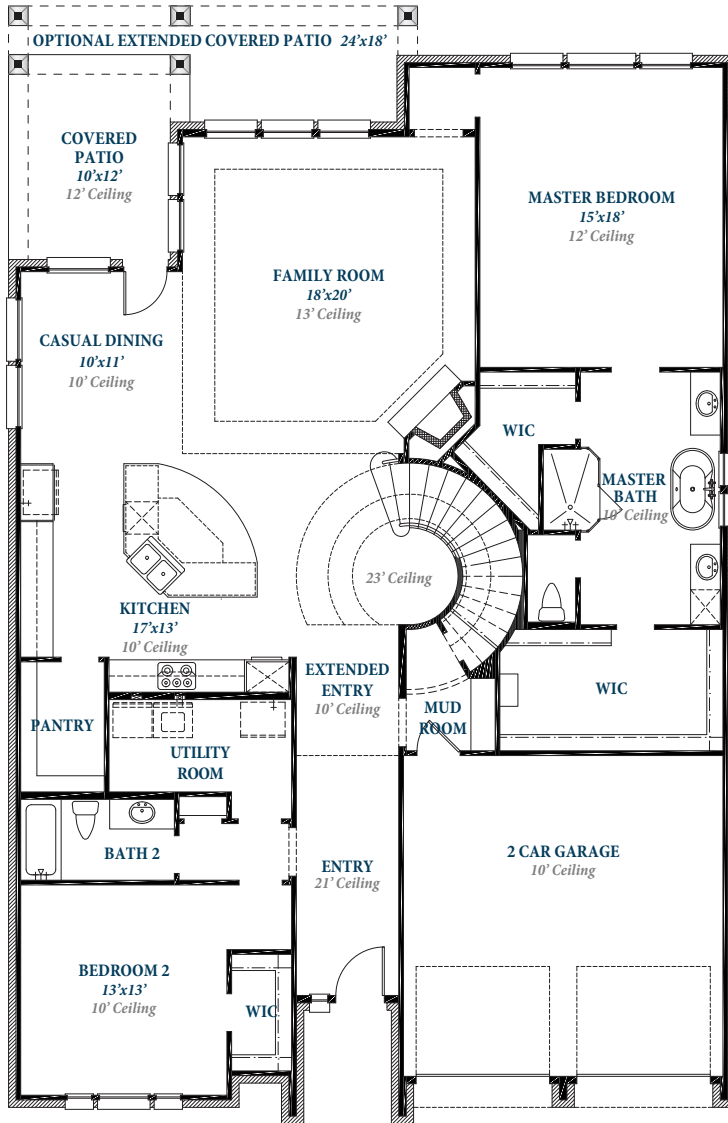 OPTIONAL EXTENDED COVERED PATIO 24'x18'
COVERED
PATIO
10'x12'
12' Ceiling
MASTER BEDROOM
15'x18'
12' Ceiling
FAMILY ROOM
18'x20'
13' Ceiling
CASUAL DINING
10'x11'
10' Ceiling
WIC
MASTER
BATH
10' Ceiling
23' Ceiling
KITCHEN
17'x13'
10' Ceiling
EXTENDED
ENTRY
10' Ceiling
WIC
MUD
ROOM
PANTRY
UTILITY
ROOM
BATH 2
ENTRY
21' Ceiling
2 CAR GARAGE
10' Ceiling
BEDROOM 2
13'x13'
10' Ceiling
WIC